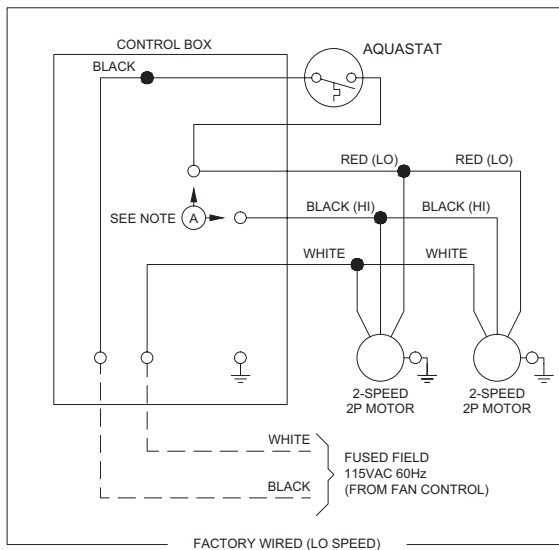 CONTROL BOX
AQUASTAT
BLACK
RED (LO)
RED (LO)
SEE NOTE
A
BLACK (HI)
BLACK (HI)
WHITE
WHITE
2-SPEED
2P MOTOR
2-SPEED
2P MOTOR
WHITE
BLACK
FUSED FIELD
115VAC 60Hz
(FROM FAN CONTROL)
FACTORY WIRED (LO SPEED)